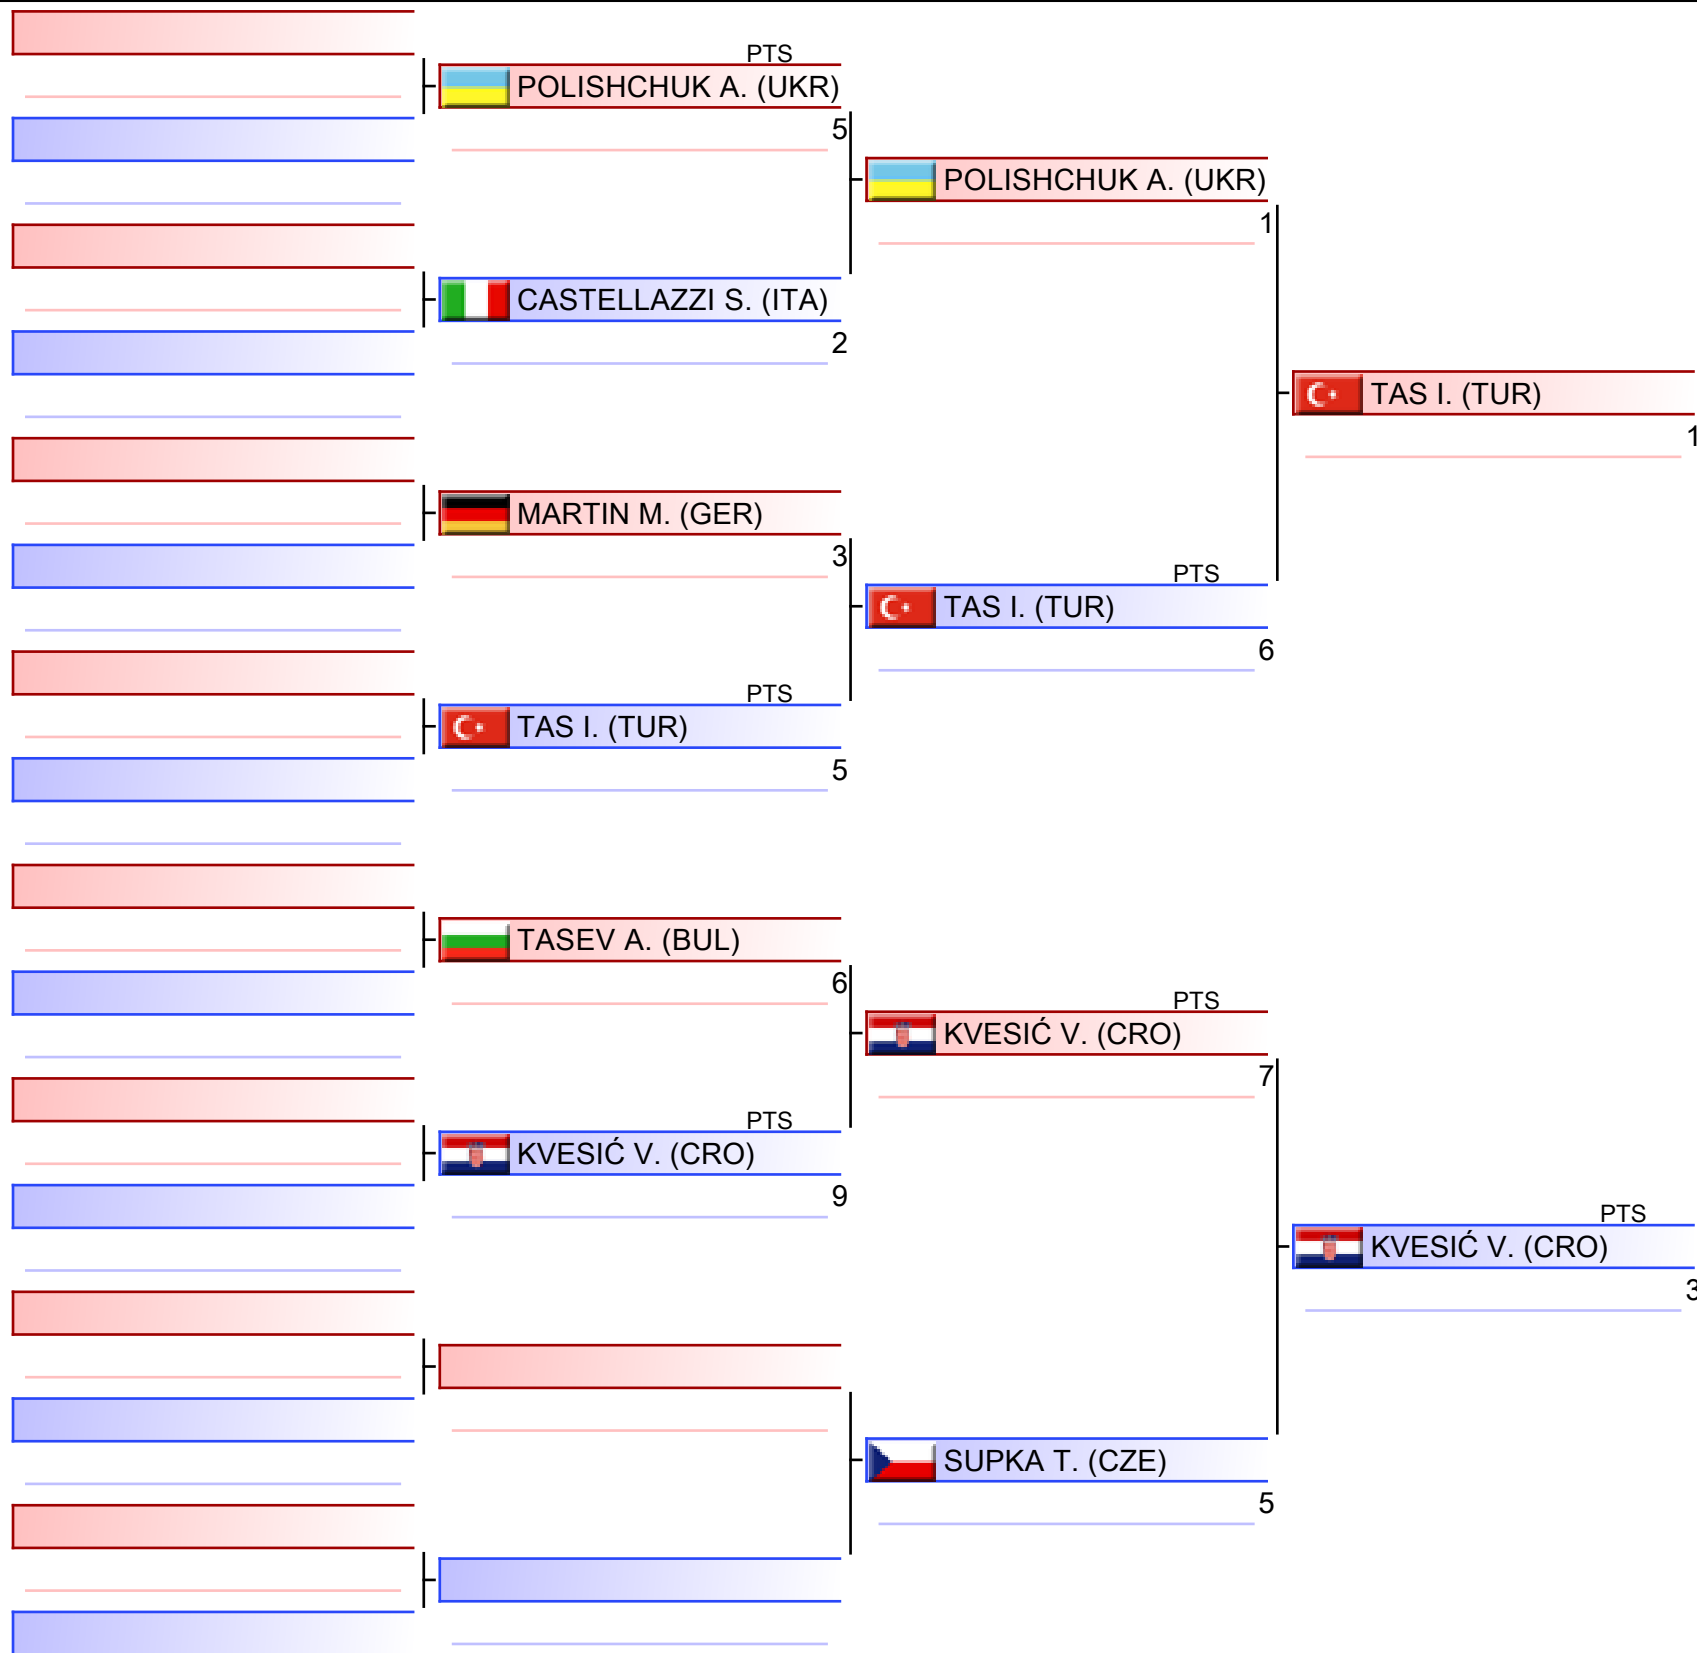 PTS
POLISHCHUK A. (UKR)
5
POLISHCHUK A. (UKR)
1
CASTELLAZZI S. (ITA)
2
TAS I. (TUR)
1
MARTIN M. (GER)
3
PTS
TAS I. (TUR)
6
PTS
TAS I. (TUR)
5
TASEV A. (BUL)
6
PTS
KVESIĆ V. (CRO)
7
PTS
KVESIĆ V. (CRO)
9
PTS
KVESIĆ V. (CRO)
3
SUPKA T. (CZE)
5